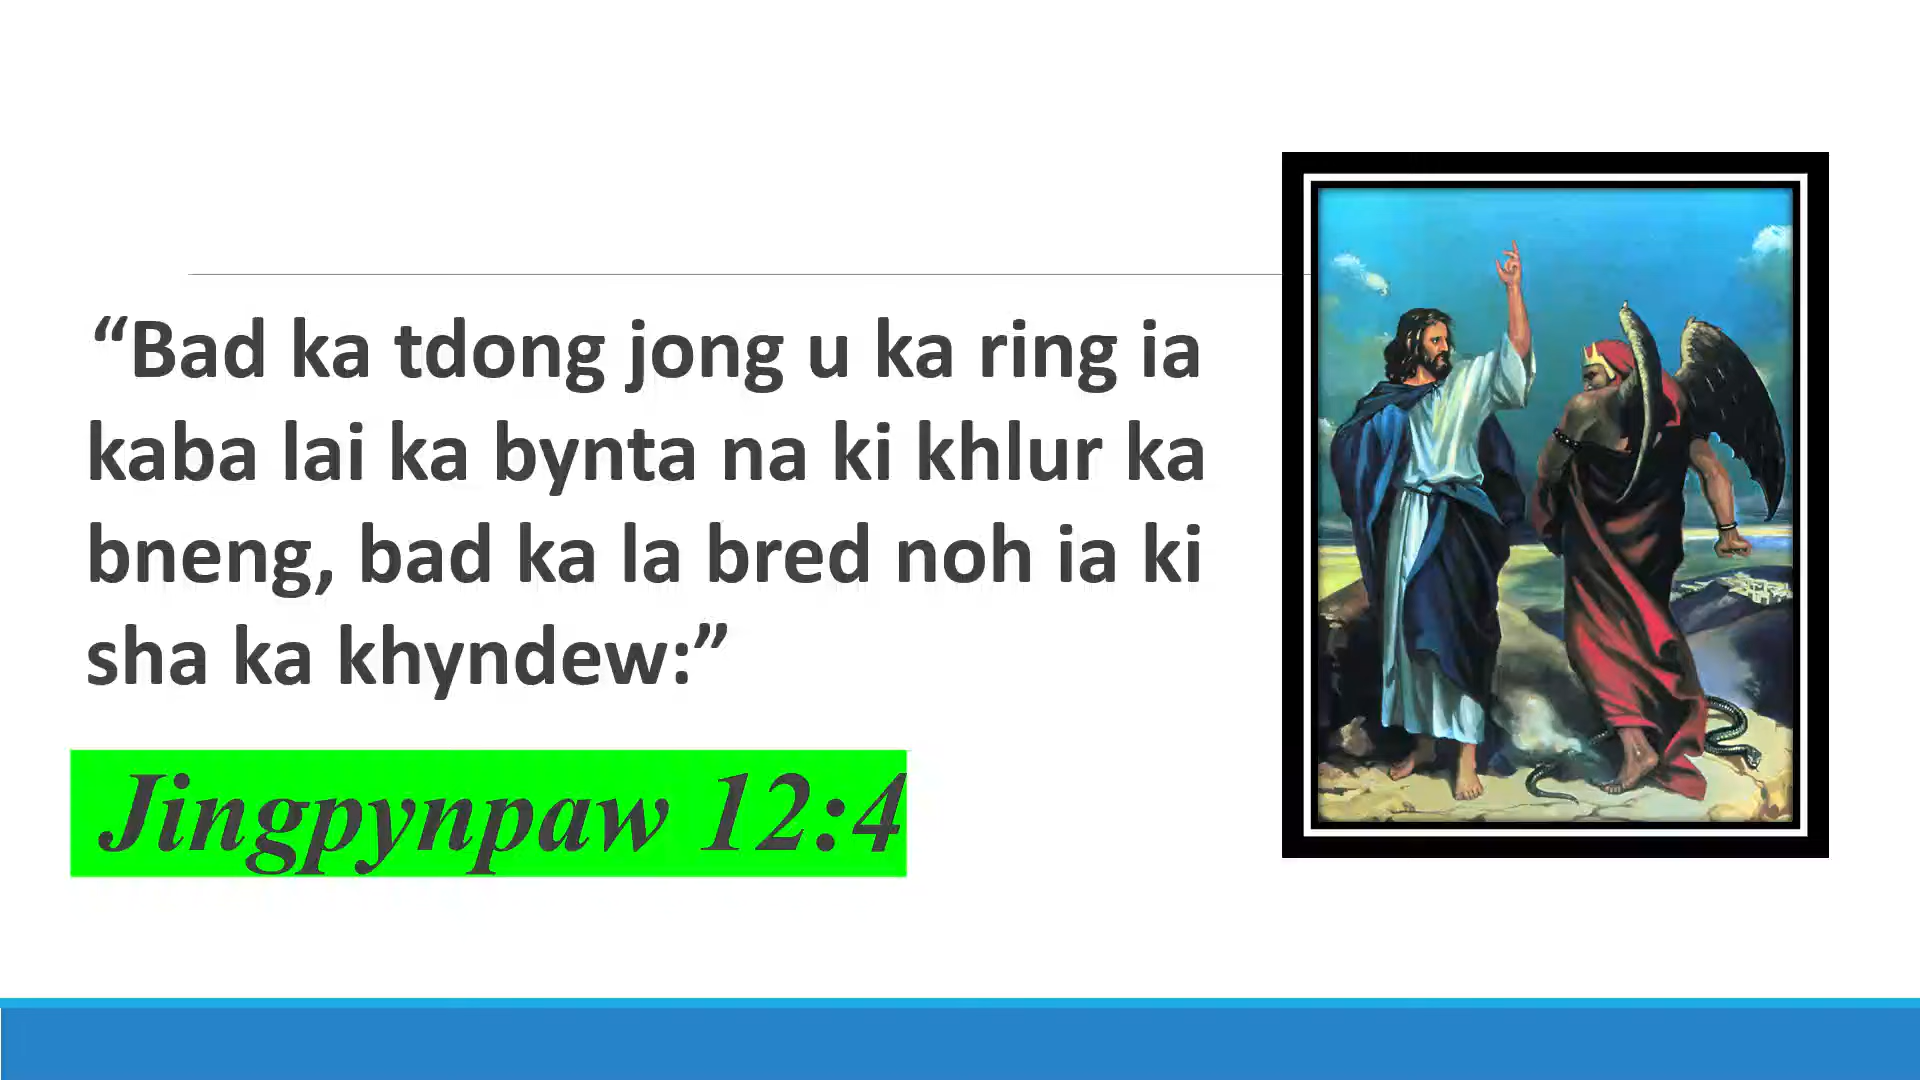 “Bad ka tdong jong u ka ring ia
kaba lai ka bynta na ki khlur ka
bneng, bad ka la bred noh ia ki
sha ka khyndew:”
Jingpynpaw 12:4